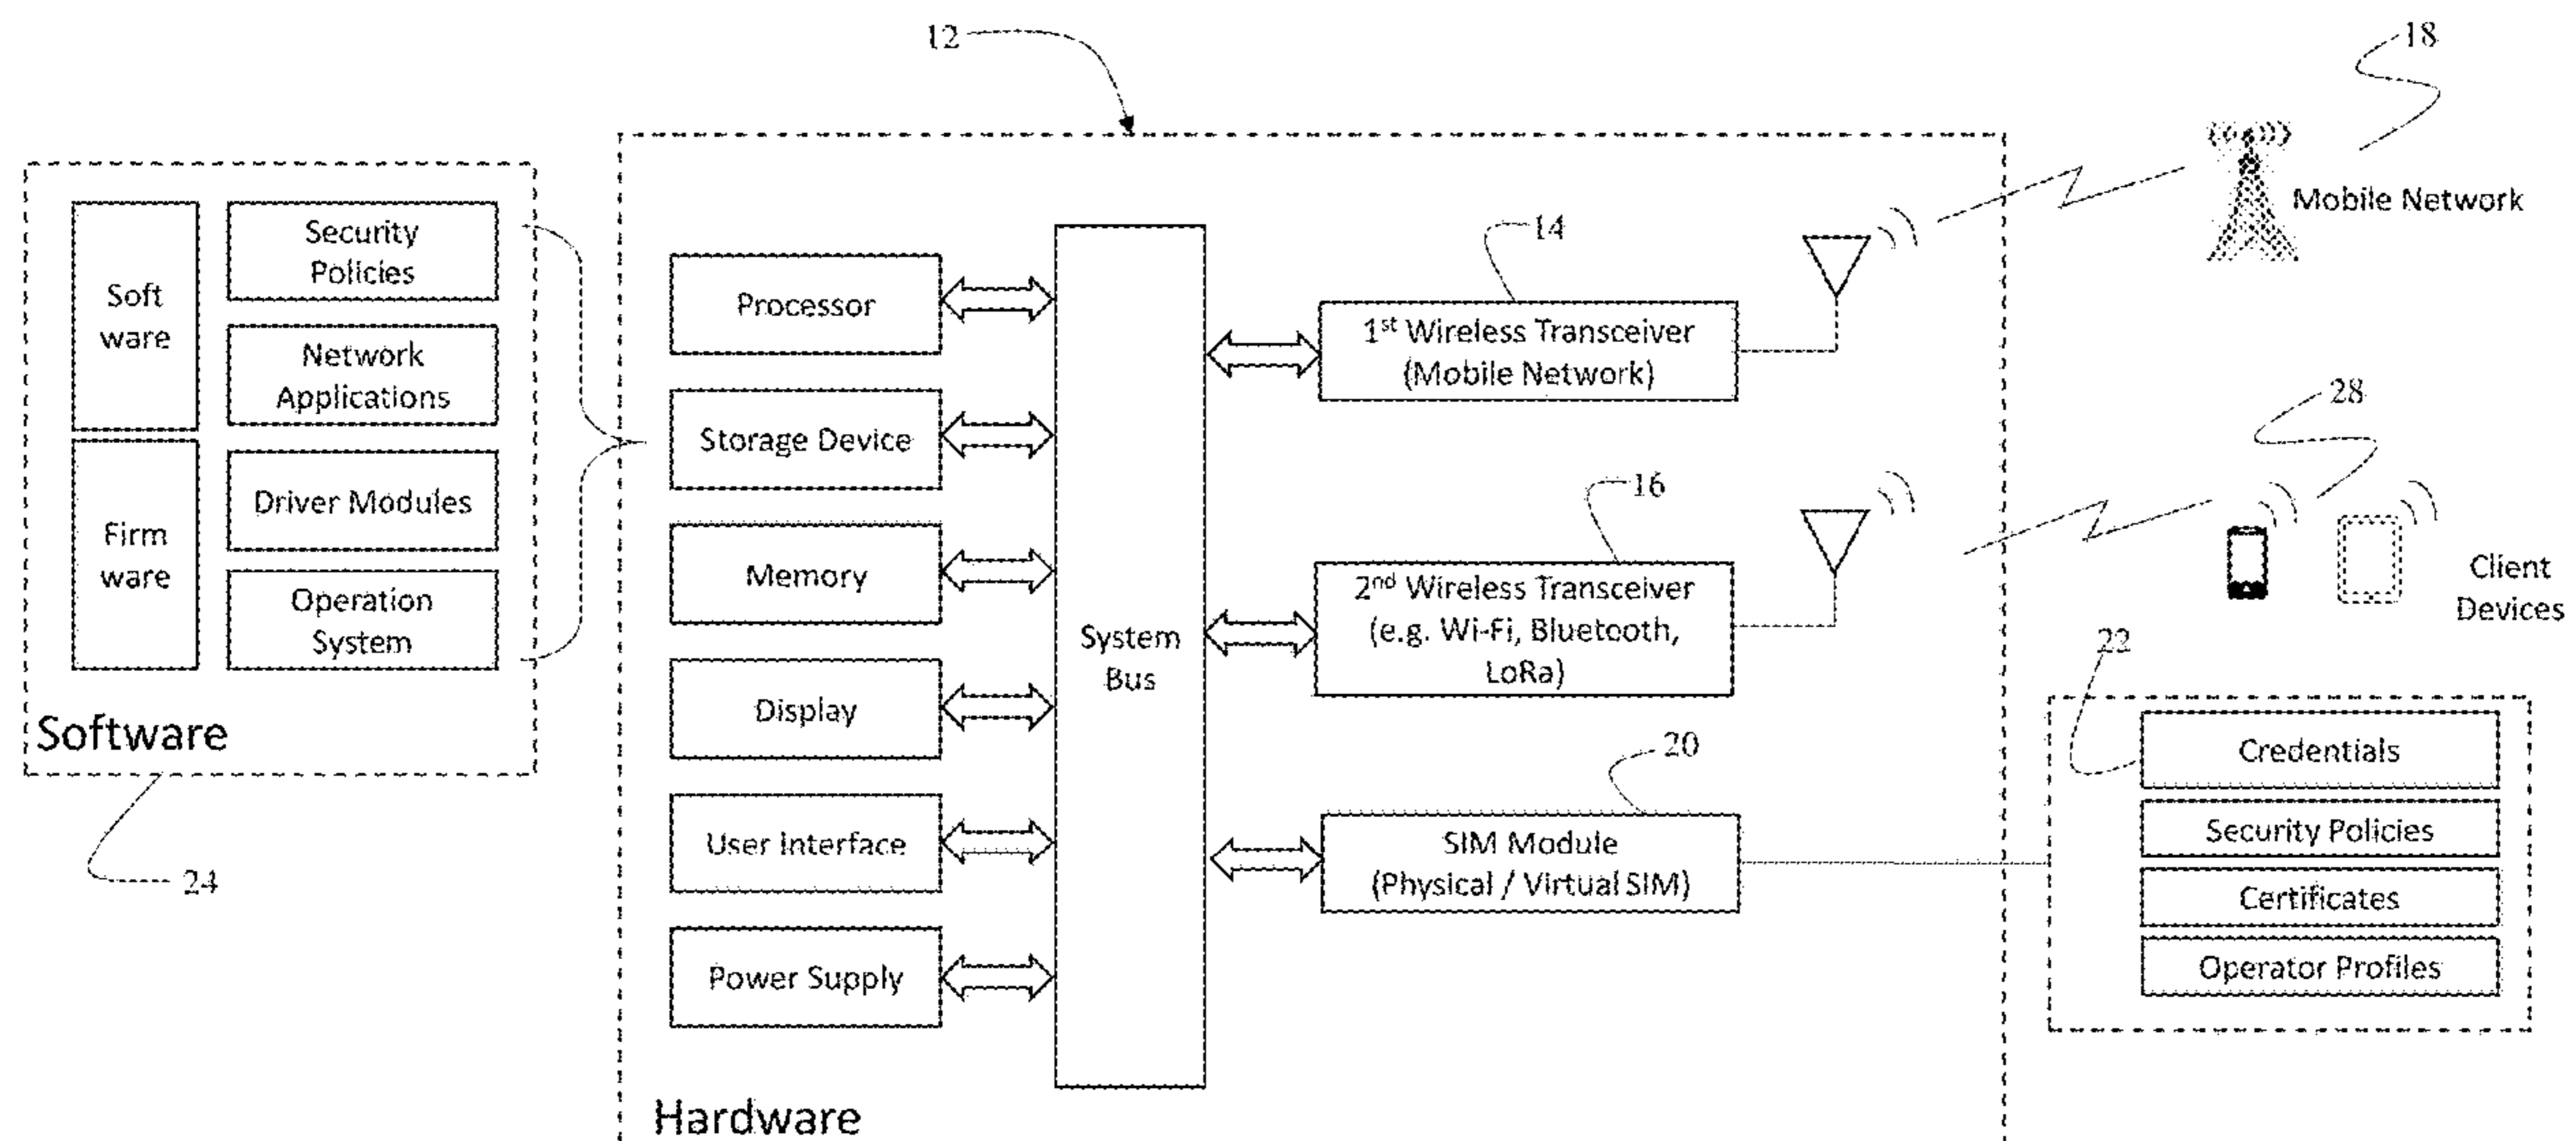 12
18
Mobile Network
Soft
ware
Firm
ware
Security
Policies
Network
Applications
Driver Modules
Operation
System
Software
24
Processor
Storage Device
Memory
Display
User Interface
Power Supply
Hardware
System
Bus
14
1st Wireless Transceiver
(Mobile Network)
16
2nd Wireless Transceiver
(e.g. Wi-Fi, Bluetooth,
LoRa)
20
SIM Module
(Physical / Virtual SIM)
28
Client
Devices
22
Credentials
Security Policies
Certificates
Operator Profiles